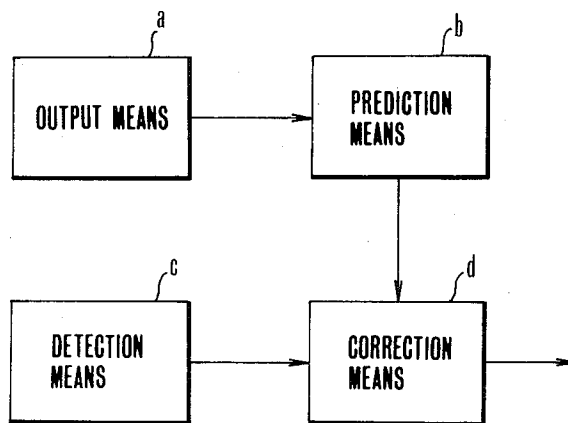 a
b
OUTPUT MEANS
PREDICTION
MEANS
c
d
DETECTION
MEANS
CORRECTION
MEANS